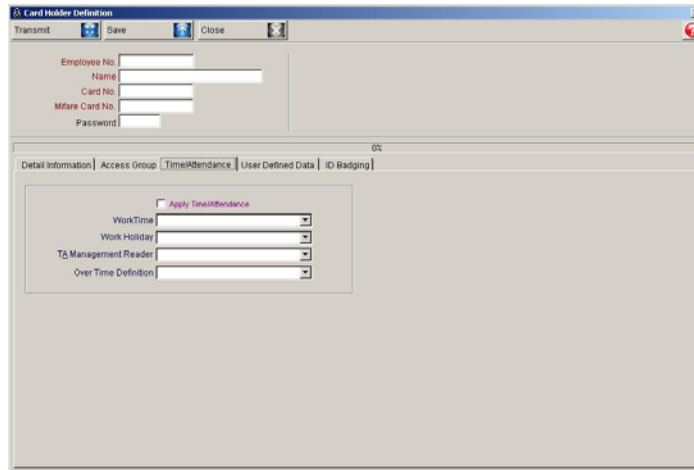 Card Holder Definition
Transmit Save Close
Employee No.
Name
Card No.
Mifare Card No.
Password
0%
Detail Information Access Group Time/Attendance User Defined Data ID Badging
Apply Time/Attendance
WorkTime
Work Holiday
TA Management Reader
Over Time Definition